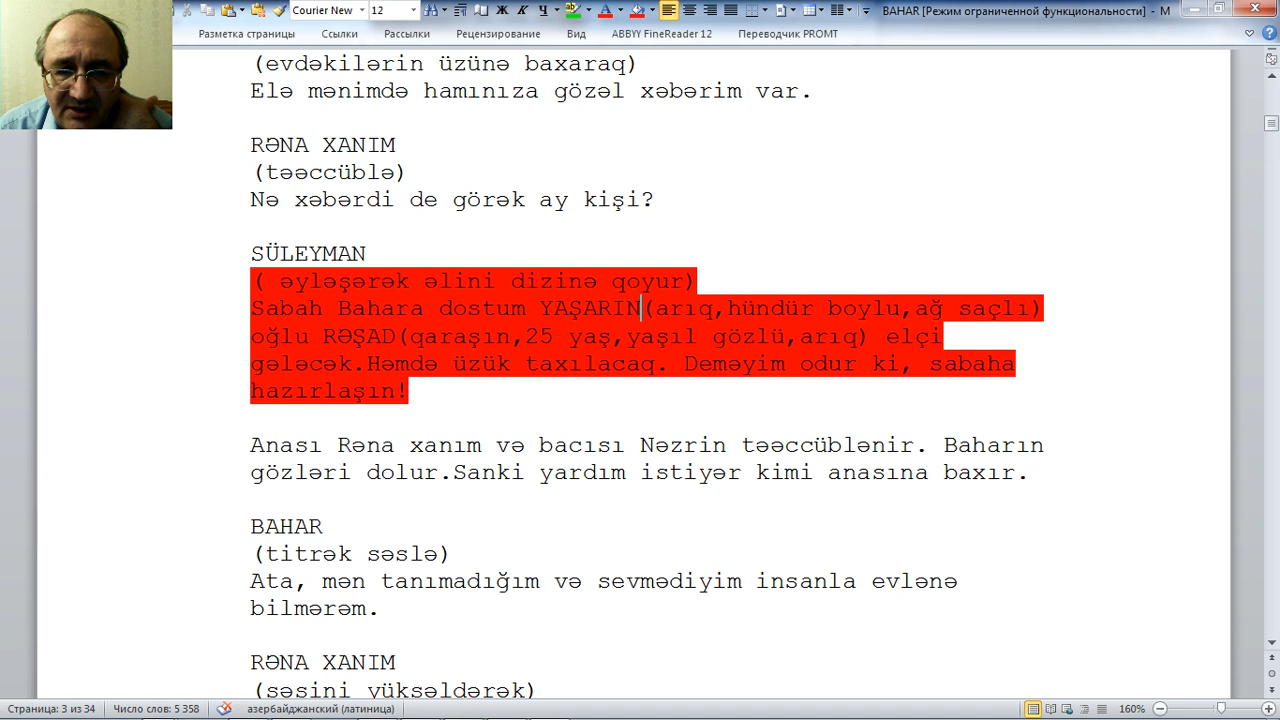 Courier New 12 Ж К Ч А BAHAR [Режим ограниченной функциональности] - M
Разметка страницы Ссылки Рассылки Рецензирование Вид ABBYY FineReader 12 Переводчик PROMT
(evdəkilərin üzünə baxaraq)
Elə mənimdə hamınıza gözəl xəbərim var.
RƏNA XANIM
(təəccüblə)
Nə xəbərdi de görək ay kişi?
SÜLEYMAN
( əyləşərək əlini dizinə qoyur)
Sabah Bahara dostum YAŞARIN(arıq,hündür boylu,ağ saçlı)
oğlu RƏŞAD(qaraşın,25 yaş,yaşıl gözlü,arıq) elçi
gələcək.Həmdə üzük taxılacaq. Deməyim odur ki, sabaha
hazırlaşın!
Anası Rəna xanım və bacısı Nəzrin təəccüblənir. Baharın
gözləri dolur.Sanki yardım istiyər kimi anasına baxır.
BAHAR
(titrək səslə)
Ata, mən tanımadığım və sevmədiyim insanla evlənə
bilmərəm.
RƏNA XANIM
(səsini yüksəldərək)
Страница: 3 из 34 Число слов: 5 358 азербайджанский (латиница) 160%